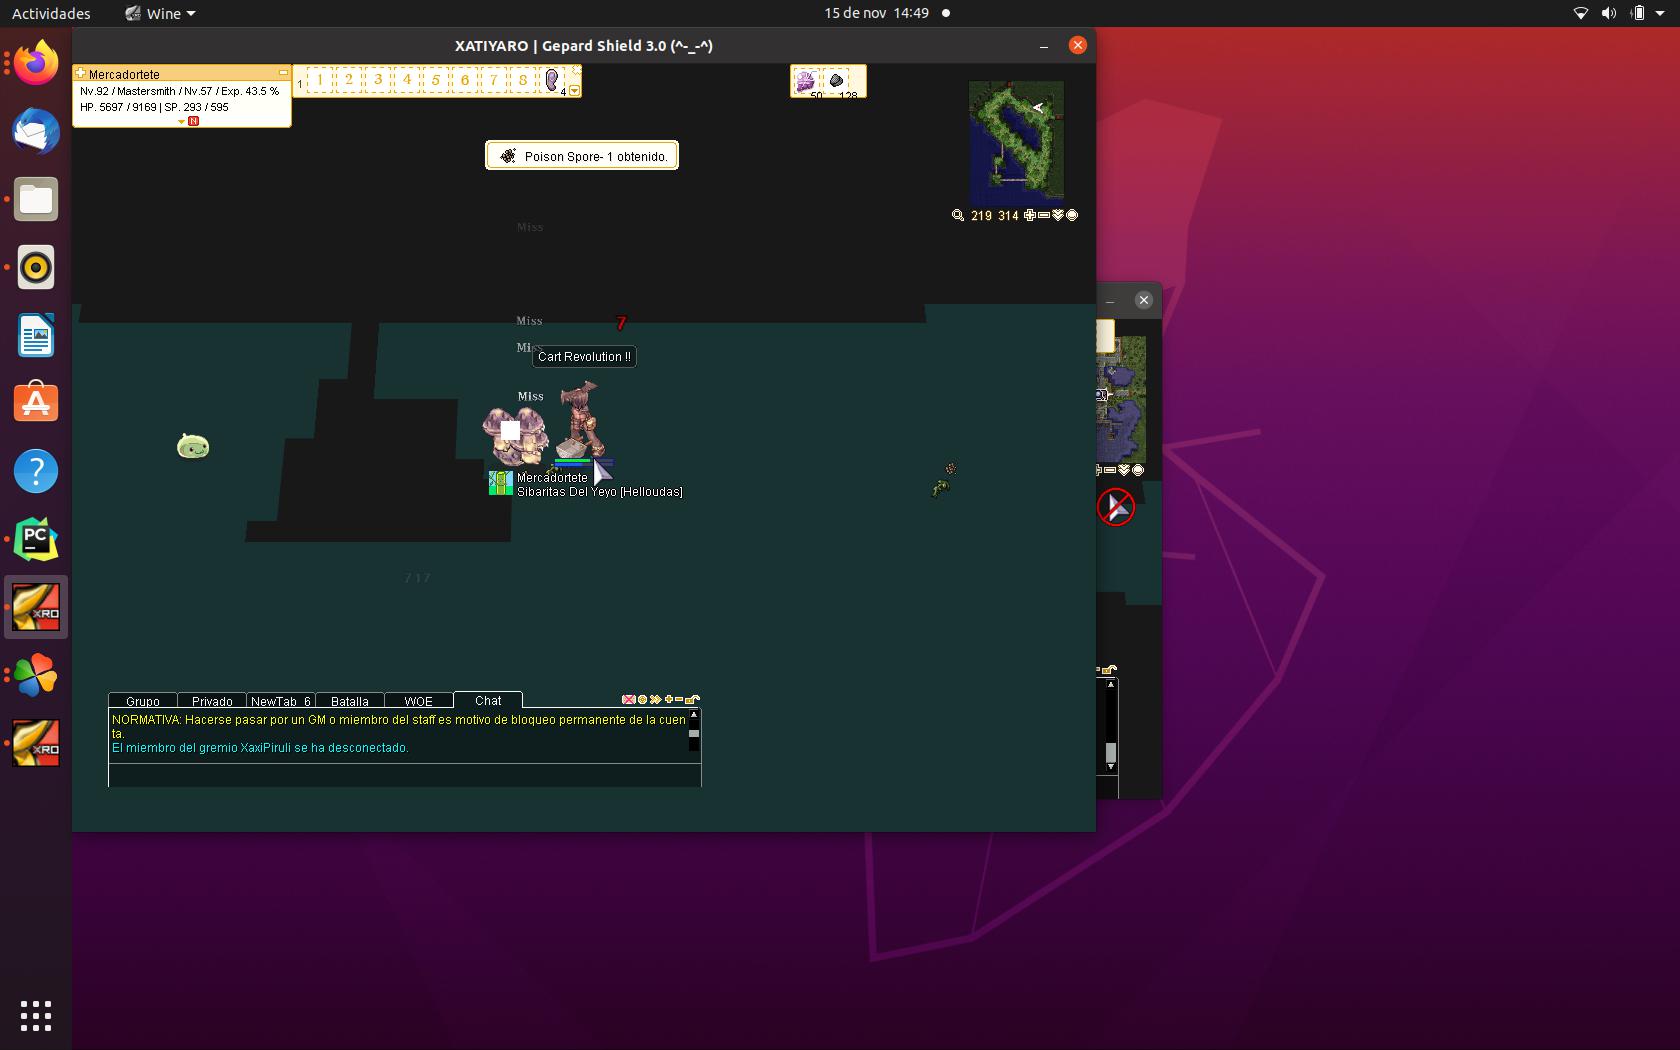 Actividades
Wine
15 de nov 14:49
XATIYARO | Gepard Shield 3.0 (^-_-^)
Mercadortete
Nv.92 / Mastersmith / Nv.57 / Exp. 43.5 %
HP. 5697 / 9169 | SP. 293 / 595
N
1
1 2 3 4 5 6 7 8
4
50 128
Poison Spore- 1 obtenido.
219 314
Miss
Miss
7
Miss
Cart Revolution !!
Miss
Mercadortete
Sibaritas Del Yeyo [Helloudas]
717
Grupo Privado NewTab 6 Batalla WOE Chat
NORMATIVA: Hacerse pasar por un GM o miembro del staff es motivo de bloqueo permanente de la cuen
ta.
El miembro del gremio XaxiPiruli se ha desconectado.
A
?
PC
XRO
XRO